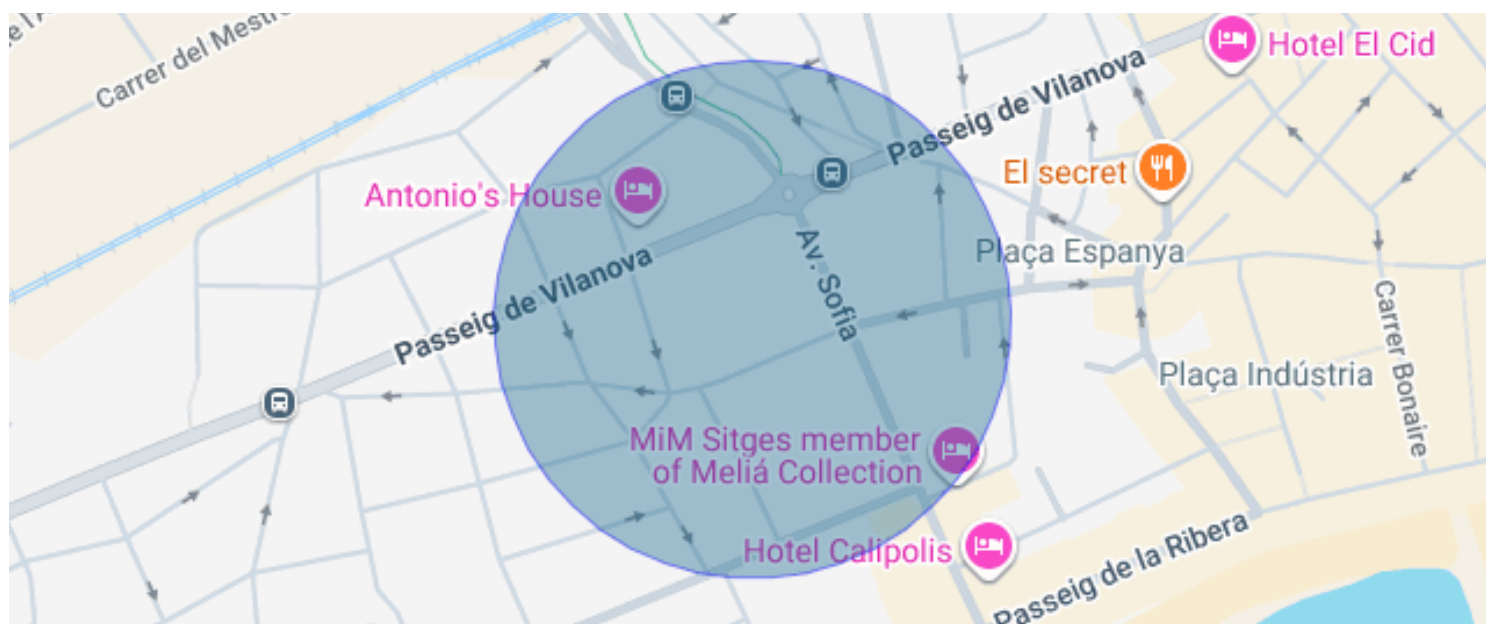 e l'A
Carrer del Mestre
Hotel El Cid
Passeig de Vilanova
El secret
Antonio's House
Plaça Espanya
Av. Sofia
Passeig de Vilanova
Carrer Bonaire
Plaça Indústria
MiM Sitges member
of Meliá Collection
Hotel Calipolis
Passeig de la Ribera